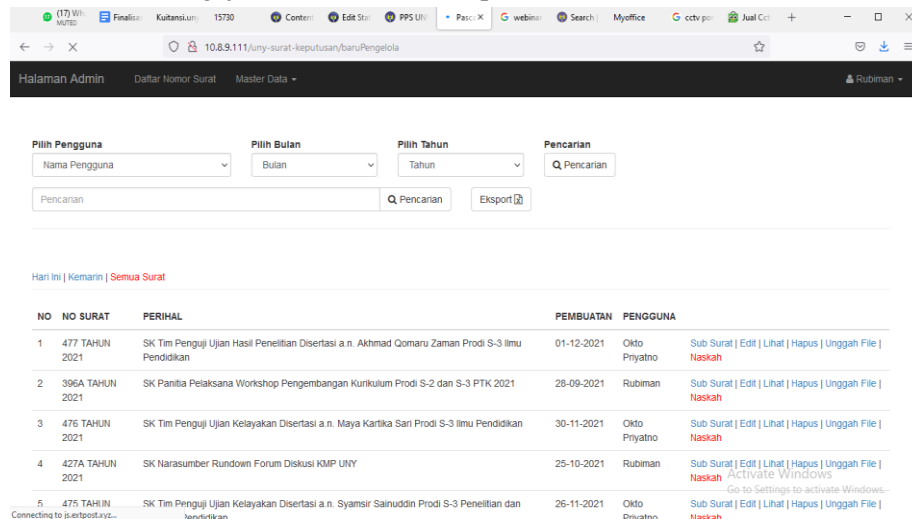 (17) Wh
MUTED
Finalisa
Kuitansi.uny
15730
Content
Edit Stat
PPS UN
Pasca
webinar
Search |
Myoffice
cctv po
Jual Cct
10.8.9.111/uny-surat-keputusan/baruPengelola
Halaman Admin Daftar Nomor Surat Master Data Rubiman
Pilih Pengguna Pilih Bulan Pilih Tahun Pencarian
Nama Pengguna Bulan Tahun Pencarian
Pencarian Pencarian Eksport
Hari Ini | Kemarin | Semua Surat
NO NO SURAT PERIHAL PEMBUATAN PENGGUNA
1 477 TAHUN SK Tim Penguji Ujian Hasil Penelitian Disertasi a.n. Akhmad Qomaru Zaman Prodi S-3 Ilmu 01-12-2021 Okto Sub Surat | Edit | Lihat | Hapus | Unggah File |
2021 Pendidikan Priyatno Naskah
2 396A TAHUN SK Panitia Pelaksana Workshop Pengembangan Kurikulum Prodi S-2 dan S-3 PTK 2021 28-09-2021 Rubiman Sub Surat | Edit | Lihat | Hapus | Unggah File |
2021 Naskah
3 476 TAHUN SK Tim Penguji Ujian Kelayakan Disertasi a.n. Maya Kartika Sari Prodi S-3 Ilmu Pendidikan 30-11-2021 Okto Sub Surat | Edit | Lihat | Hapus | Unggah File |
2021 Priyatno Naskah
4 427A TAHUN SK Narasumber Rundown Forum Diskusi KMP UNY 25-10-2021 Rubiman Sub Surat | Edit | Lihat | Hapus | Unggah File |
2021 Naskah
Activate Windows
Go to Settings to activate Windows.
5 475 TAHUN SK Tim Penguji Ujian Kelayakan Disertasi a.n. Syamsir Sainuddin Prodi S-3 Penelitian dan 26-11-2021 Okto Sub Surat | Edit | Lihat | Hapus | Unggah File |
2021 Priyatno Naskah
Connecting to js.extpost.xyz...